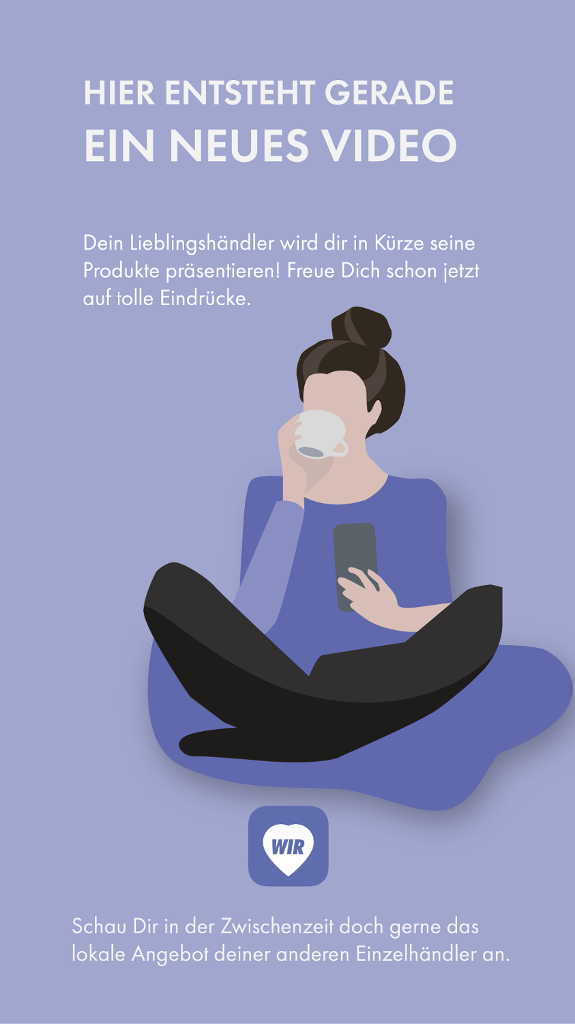 HIER ENTSTEHT GERADE
EIN NEUES VIDEO
Dein Lieblingshändler wird dir in Kürze seine
Produkte präsentieren! Freue Dich schon jetzt
auf tolle Eindrücke.
WIR
Schau Dir in der Zwischenzeit doch gerne das
lokale Angebot deiner anderen Einzelhändler an.